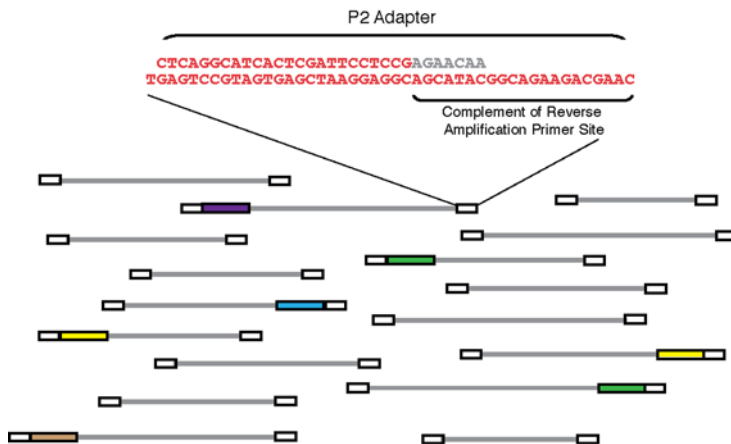 P2 Adapter
CTCAGGCATCACTCGATTCCTCCGAGAACAA
TGAGTCCGTAGTGAGCTAAGGAGGCAGCATACGGCAGAAGACGAAC
Complement of Reverse
Amplification Primer Site